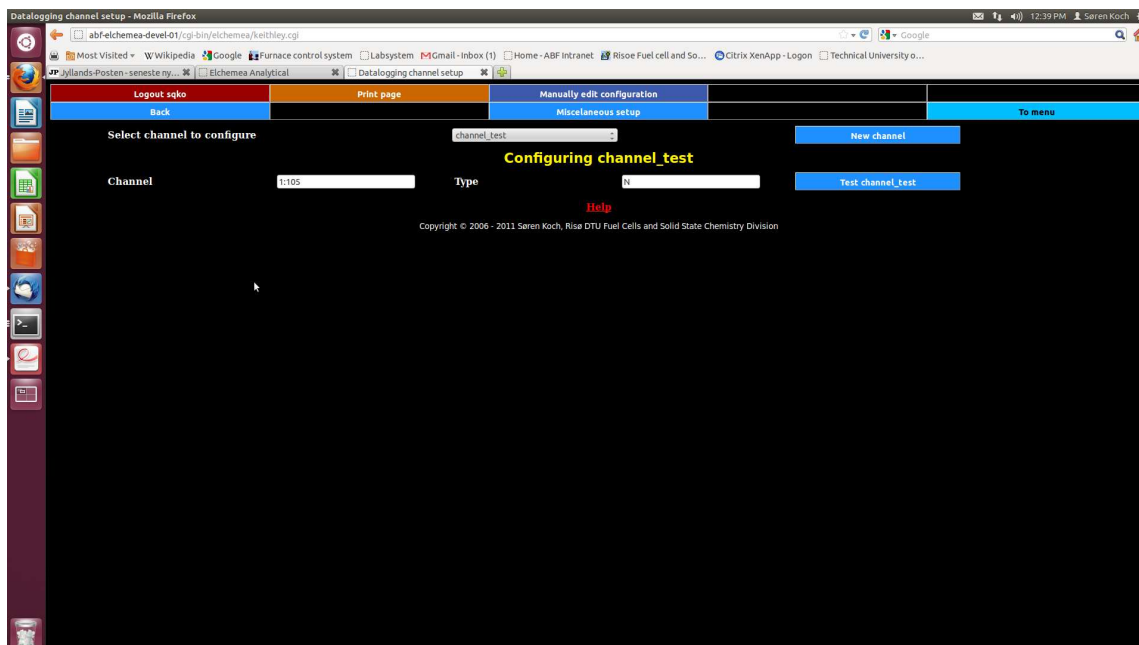 Datalogging channel setup - Mozilla Firefox
12:39 PM Søren Koch
abf-elchemea-devel-01/cgi-bin/elchemea/keithley.cgi
Google
Most Visited Wikipedia Google Furnace control system Labsystem Gmail - Inbox (1) Home - ABF Intranet Risoe Fuel cell and So... Citrix XenApp - Logon Technical University o...
JP Jyllands-Posten - seneste ny... Elchemea Analytical Datalogging channel setup
Logout sqko Print page Manually edit configuration
Back Miscelaneous setup To menu
Select channel to configure channel_test New channel
Configuring channel_test
Channel 1:105 Type N Test channel_test
Help
Copyright © 2006 - 2011 Søren Koch, Risø DTU Fuel Cells and Solid State Chemistry Division